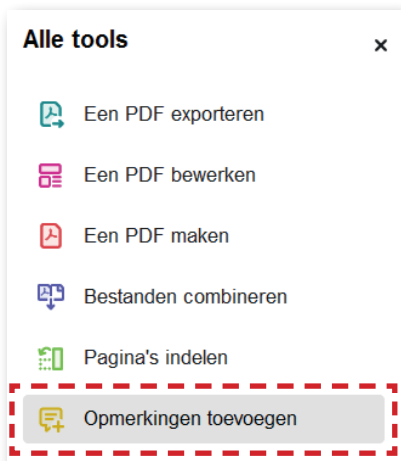 Alle tools
Een PDF exporteren
Een PDF bewerken
Een PDF maken
Bestanden combineren
Pagina's indelen
Opmerkingen toevoegen